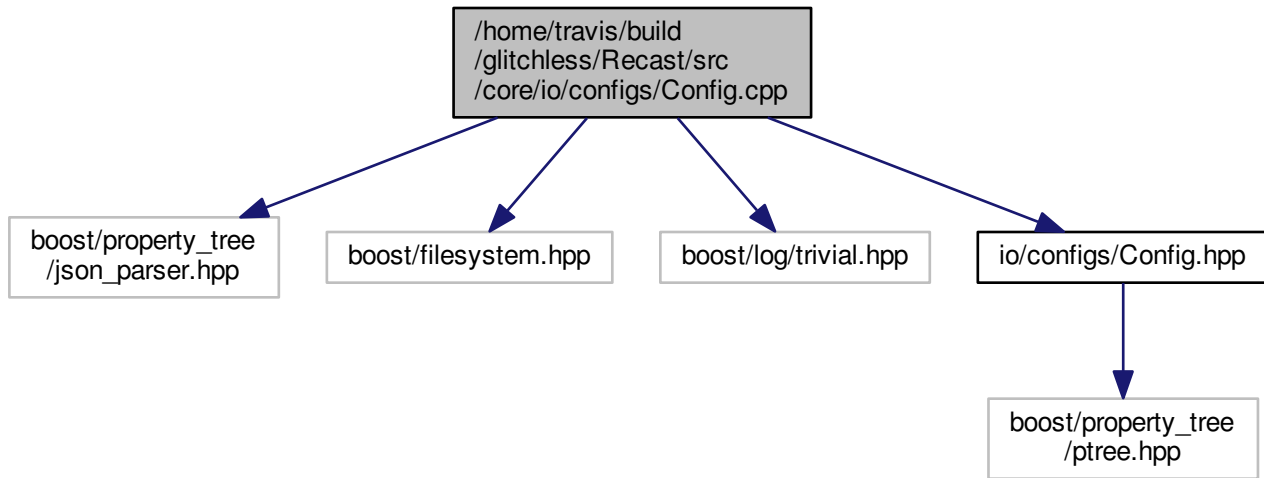 /home/travis/build
/glitchless/Recast/src
/core/io/configs/Config.cpp
boost/property_tree
/json_parser.hpp
boost/filesystem.hpp
boost/log/trivial.hpp
io/configs/Config.hpp
boost/property_tree
/ptree.hpp